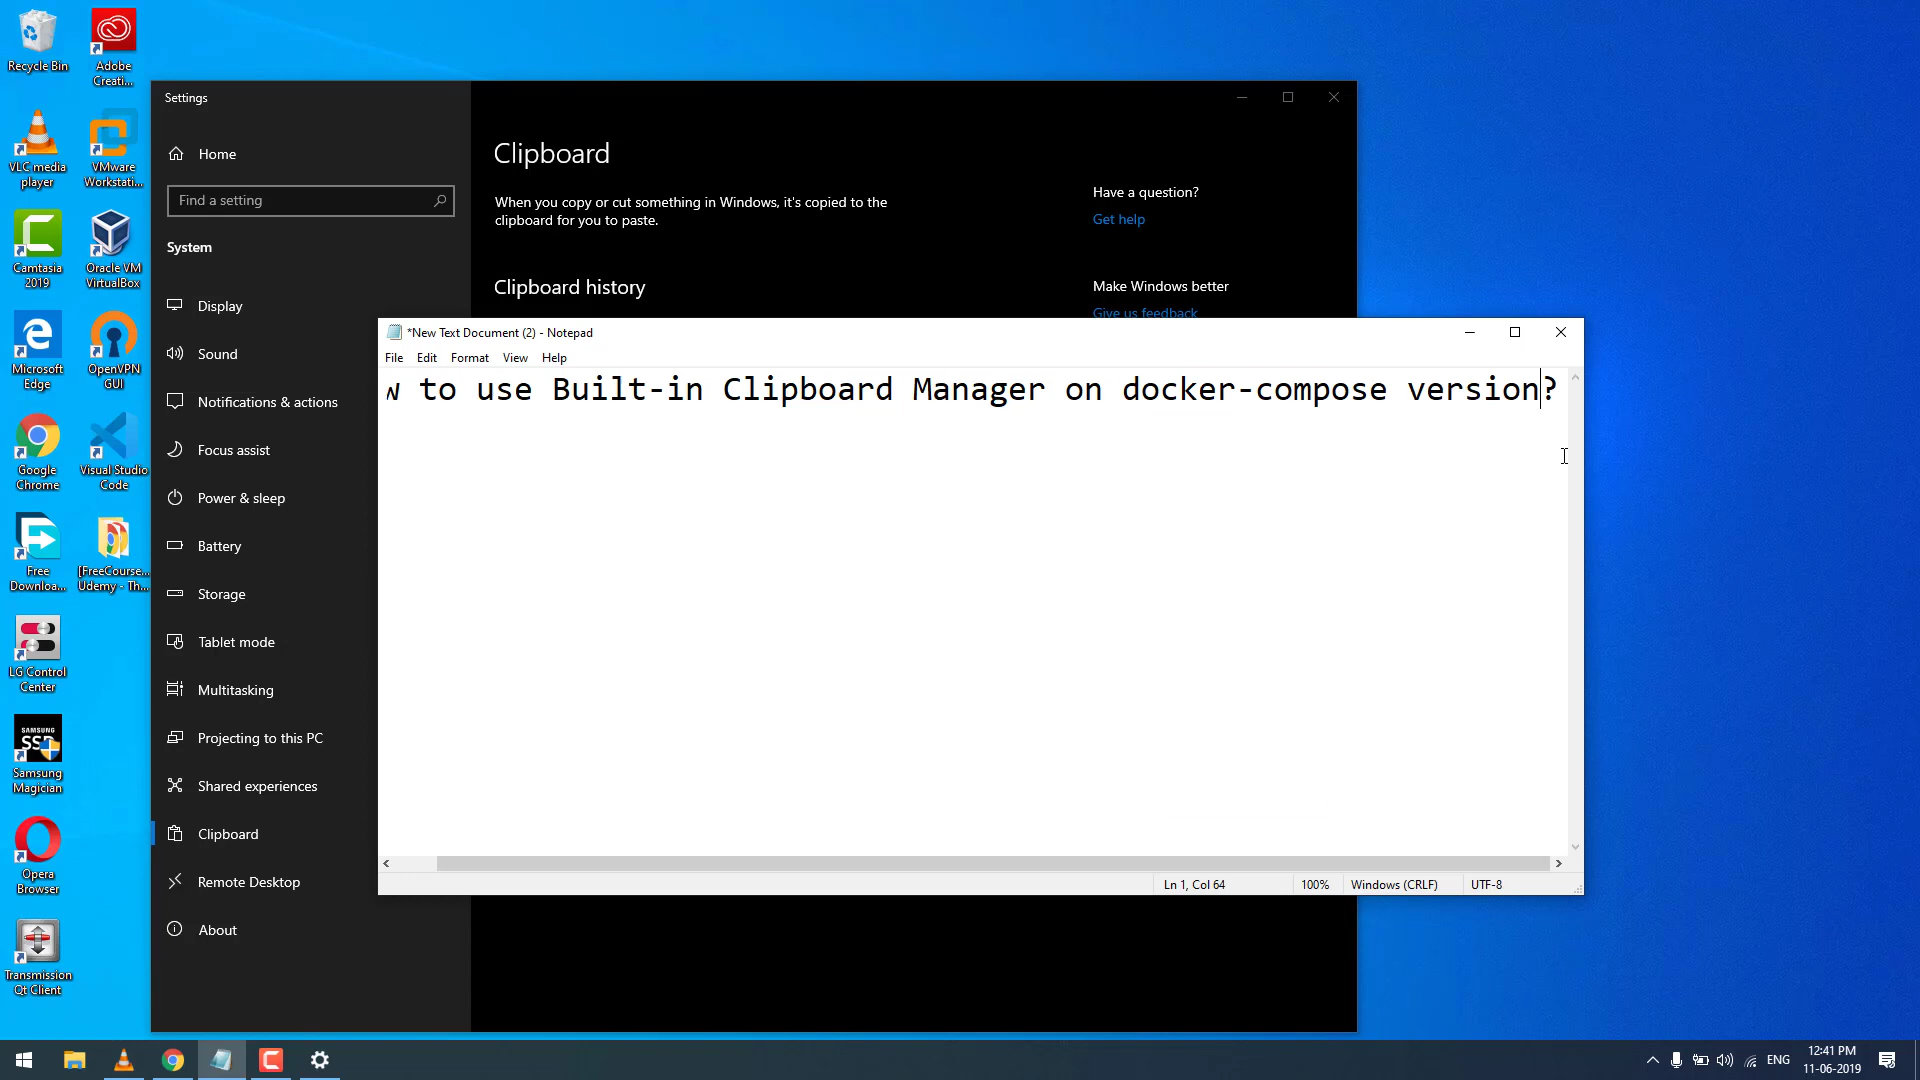 Recycle Bin
Adobe
Creati...
VLC media
player
VMware
Workstati...
Camtasia
2019
Oracle VM
VirtualBox
Microsoft
Edge
OpenVPN
GUI
Google
Chrome
Visual Studio
Code
Free
Downloa...
[FreeCourse...
Udemy - Th...
LG Control
Center
SAMSUNG
SSD
Samsung
Magician
Opera
Browser
Transmission
Qt Client
Settings
Home
Find a setting
System
Display
Sound
Notifications & actions
Focus assist
Power & sleep
Battery
Storage
Tablet mode
Multitasking
Projecting to this PC
Shared experiences
Clipboard
Remote Desktop
About
Clipboard
When you copy or cut something in Windows, it's copied to the
clipboard for you to paste.
Clipboard history
Have a question?
Get help
Make Windows better
Give us feedback
*New Text Document (2) - Notepad
File Edit Format View Help
w to use Built-in Clipboard Manager on docker-compose version?
Ln 1, Col 64
100%
Windows (CRLF)
UTF-8
ENG
12:41 PM
11-06-2019